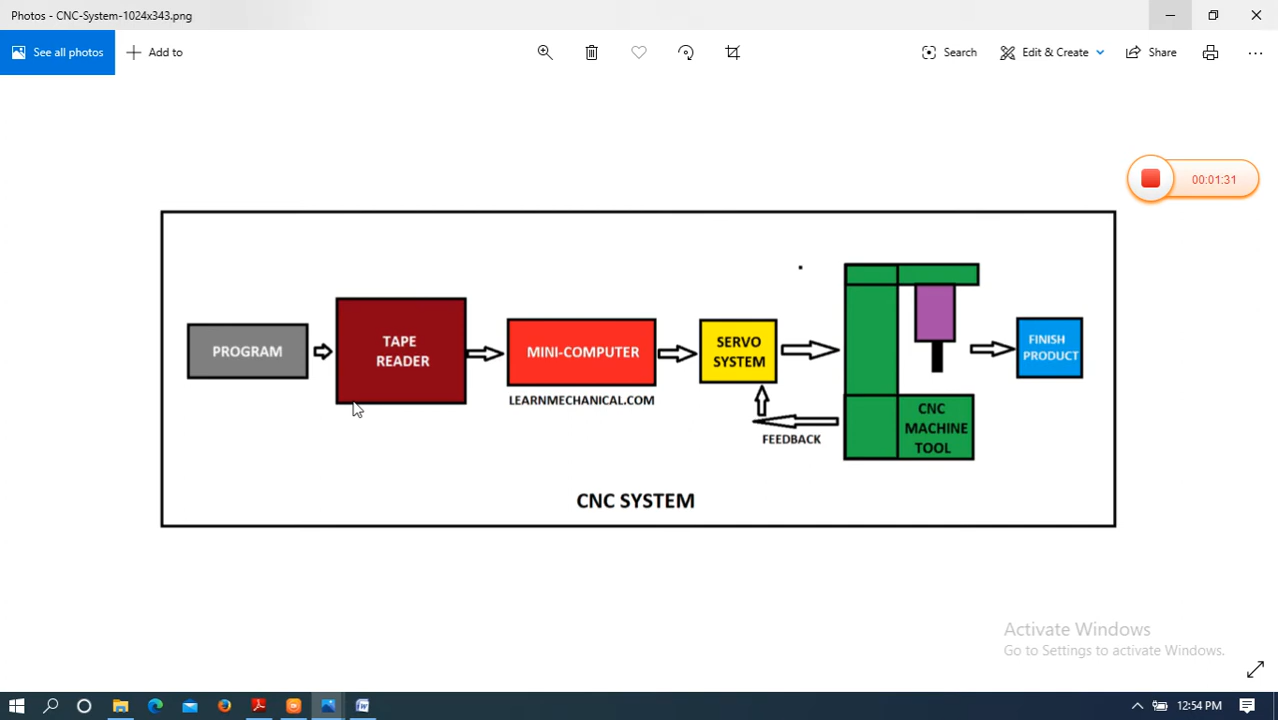 Photos - CNC-System-1024x343.png
See all photos
Add to
Search
Edit & Create
Share
00:01:31
PROGRAM
TAPE
READER
MINI-COMPUTER
LEARNMECHANICAL.COM
SERVO
SYSTEM
FEEDBACK
CNC
MACHINE
TOOL
FINISH
PRODUCT
CNC SYSTEM
Activate Windows
Go to Settings to activate Windows.
12:54 PM